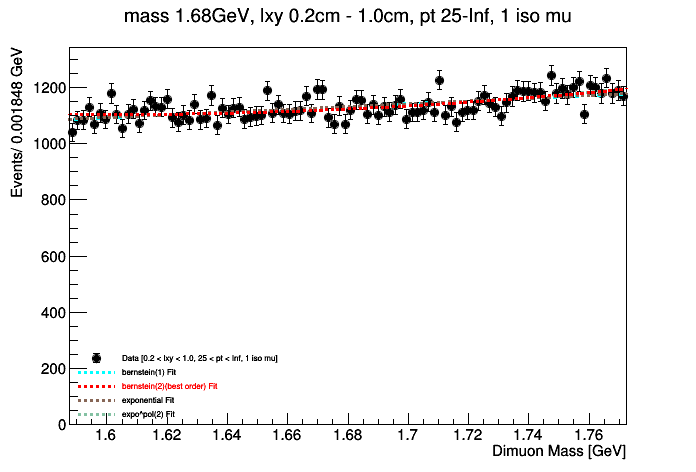 mass 1.68GeV, lxy 0.2cm - 1.0cm, pt 25-Inf, 1 iso mu
Events/ 0.001848 GeV
1200
1000
800
600
400
200
0
Data [0.2 < lxy < 1.0, 25 < pt < Inf, 1 iso mu]
bernstein(1) Fit
bernstein(2)(best order) Fit
exponential Fit
expo*pol(2) Fit
1.6 1.62 1.64 1.66 1.68 1.7 1.72 1.74 1.76
Dimuon Mass [GeV]